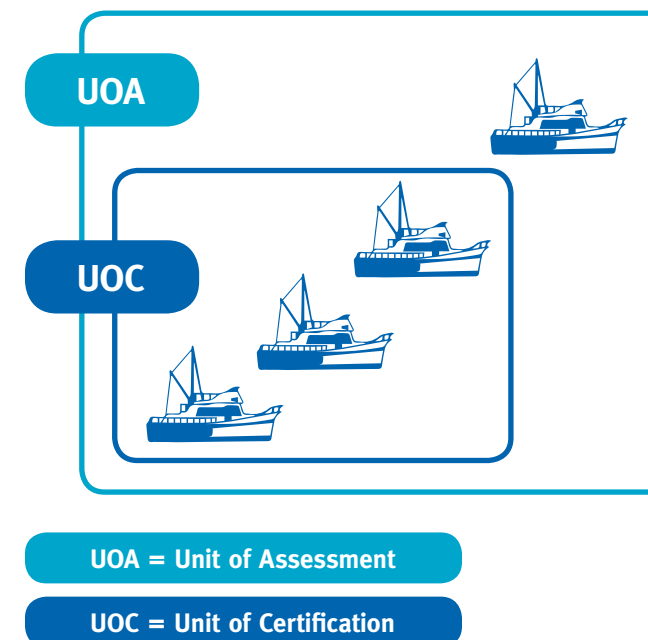 UOA
UOC
UOA = Unit of Assessment
UOC = Unit of Certification